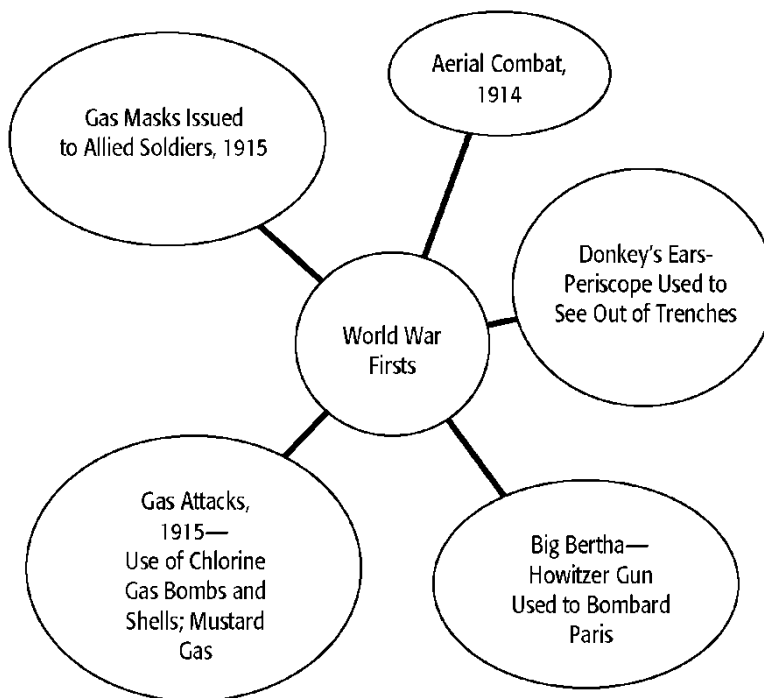 Aerial Combat,
1914
Gas Masks Issued
to Allied Soldiers, 1915
Donkey's Ears-
Periscope Used to
See Out of Trenches
World War
Firsts
Gas Attacks,
1915—
Use of Chlorine
Gas Bombs and
Shells; Mustard
Gas
Big Bertha—
Howitzer Gun
Used to Bombard
Paris